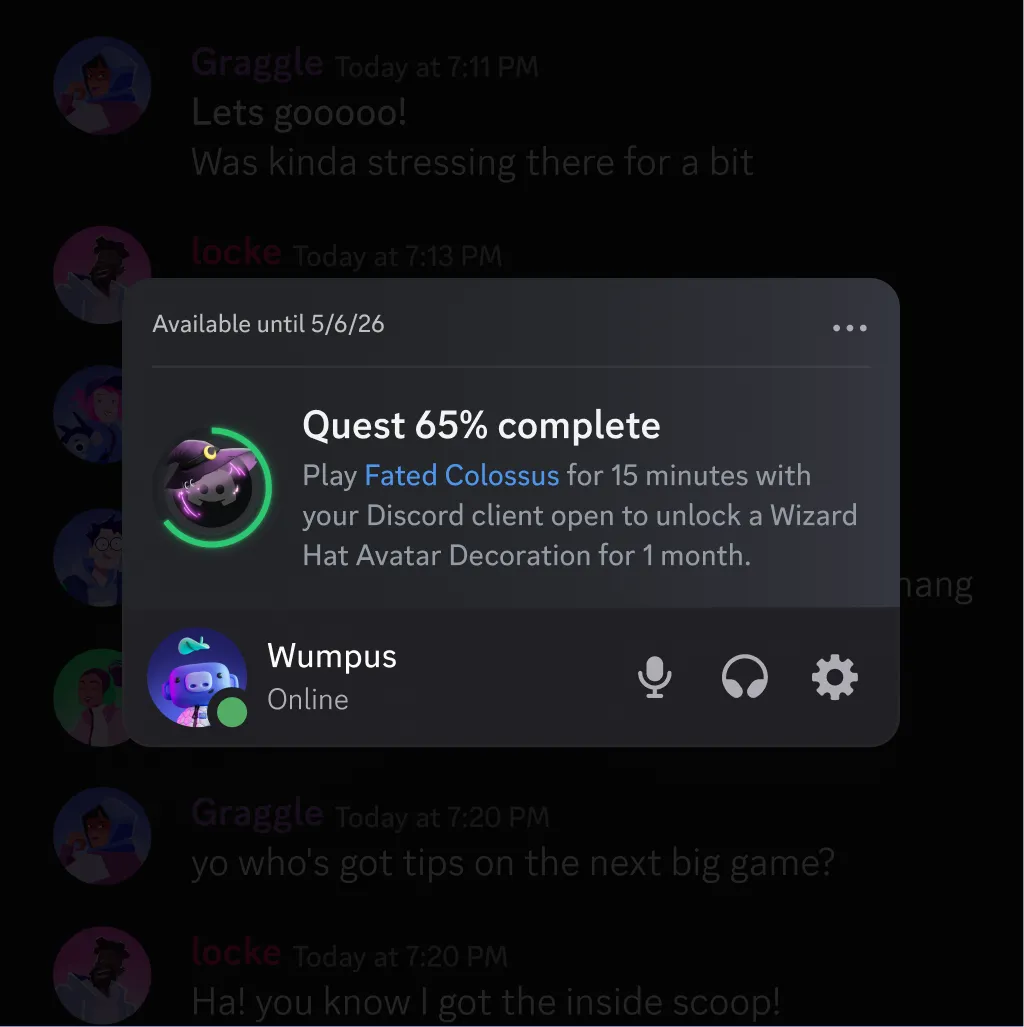 Graggle Today at 7:11 PM
Lets gooooo!
Was kinda stressing there for a bit
locke Today at 7:13 PM
Available until 5/6/26
Quest 65% complete
Play Fated Colossus for 15 minutes with
your Discord client open to unlock a Wizard
Hat Avatar Decoration for 1 month.
hang
Wumpus
Online
Graggle Today at 7:20 PM
yo who's got tips on the next big game?
locke Today at 7:20 PM
Ha! you know I got the inside scoop!